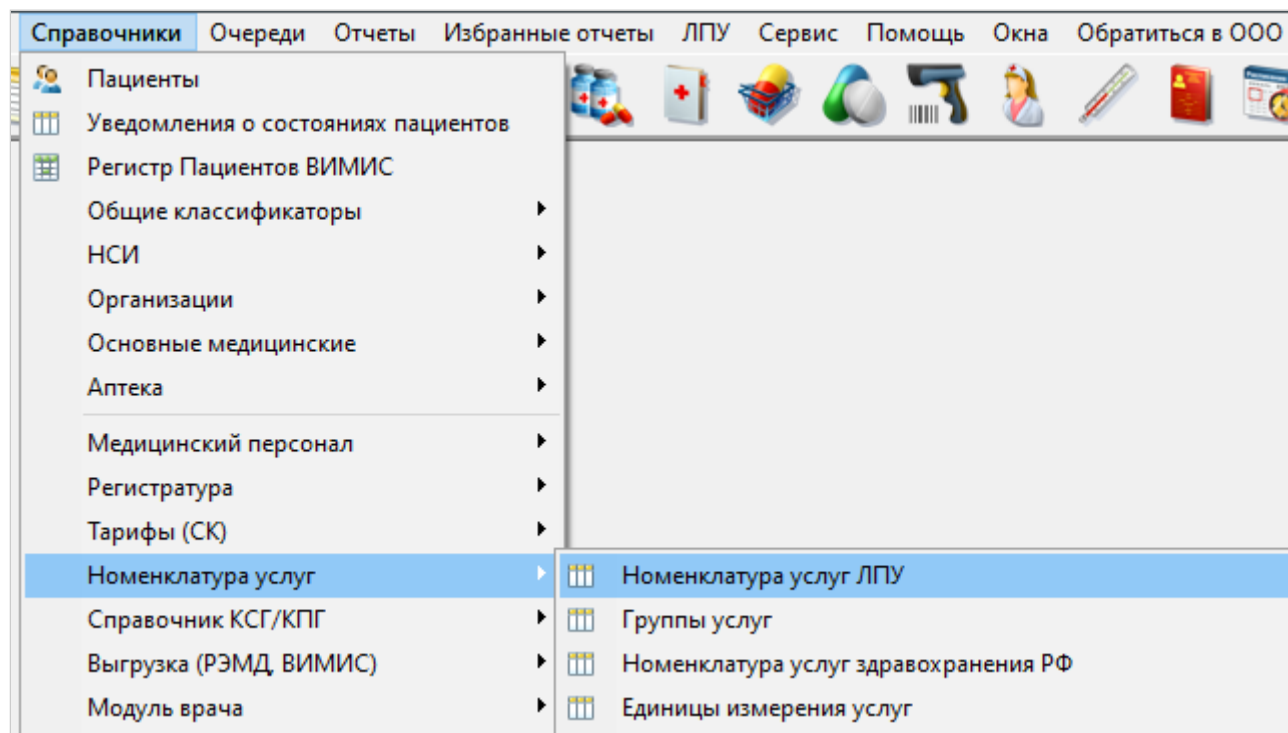 Справочники Очереди Отчеты Избранные отчеты ЛПУ Сервис Помощь Окна Обратиться в ООО
Пациенты
Уведомления о состояниях пациентов
Регистр Пациентов ВИМИС
Общие классификаторы
НСИ
Организации
Основные медицинские
Аптека
Медицинский персонал
Регистратура
Тарифы (СК)
Номенклатура услуг
Номенклатура услуг ЛПУ
Справочник КСГ/КПГ
Группы услуг
Выгрузка (РЭМД, ВИМИС)
Номенклатура услуг здравохранения РФ
Модуль врача
Единицы измерения услуг